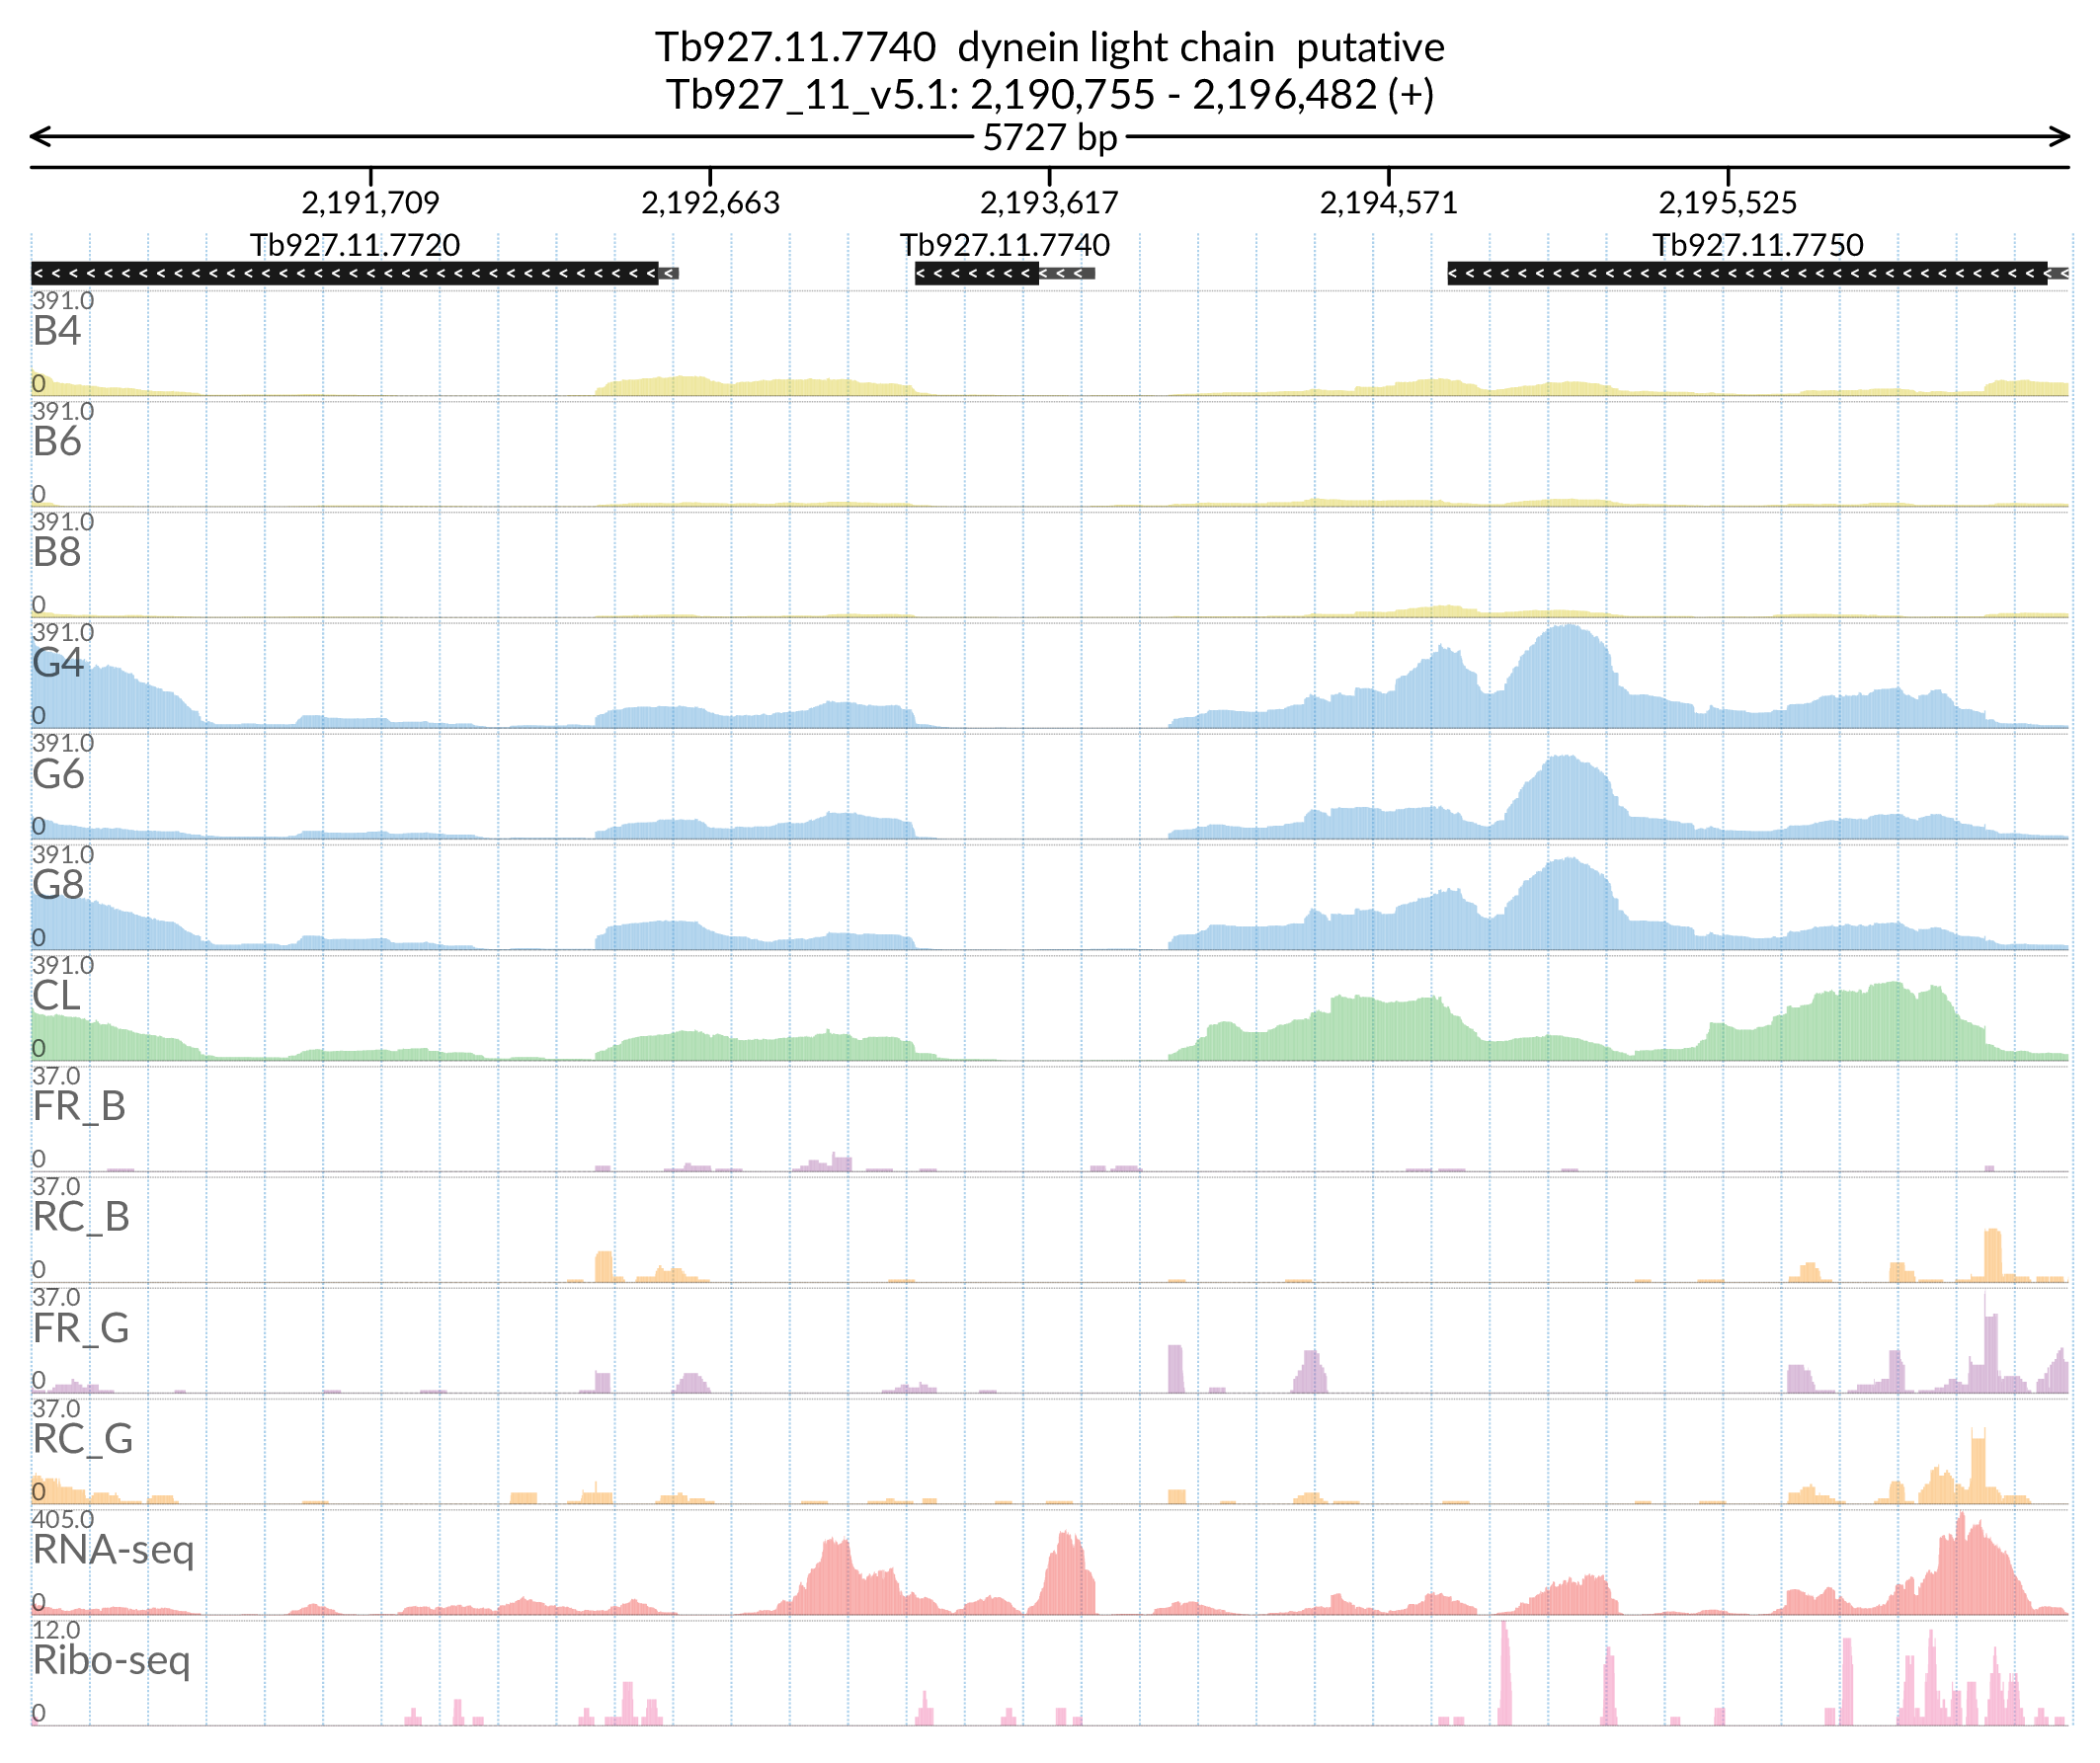 Tb927.11.7740  dynein light chain  putative
Tb927_11_v5.1: 2,190,755 - 2,196,482 (+)
5727 bp
2,191,709 2,192,663 2,193,617 2,194,571 2,195,525
Tb927.11.7720 Tb927.11.7740 Tb927.11.7750
391.0
B4
0
391.0
B6
0
391.0
B8
0
391.0
G4
0
391.0
G6
0
391.0
G8
0
391.0
CL
0
37.0
FR_B
0
37.0
RC_B
0
37.0
FR_G
0
37.0
RC_G
0
405.0
RNA-seq
0
12.0
Ribo-seq
0